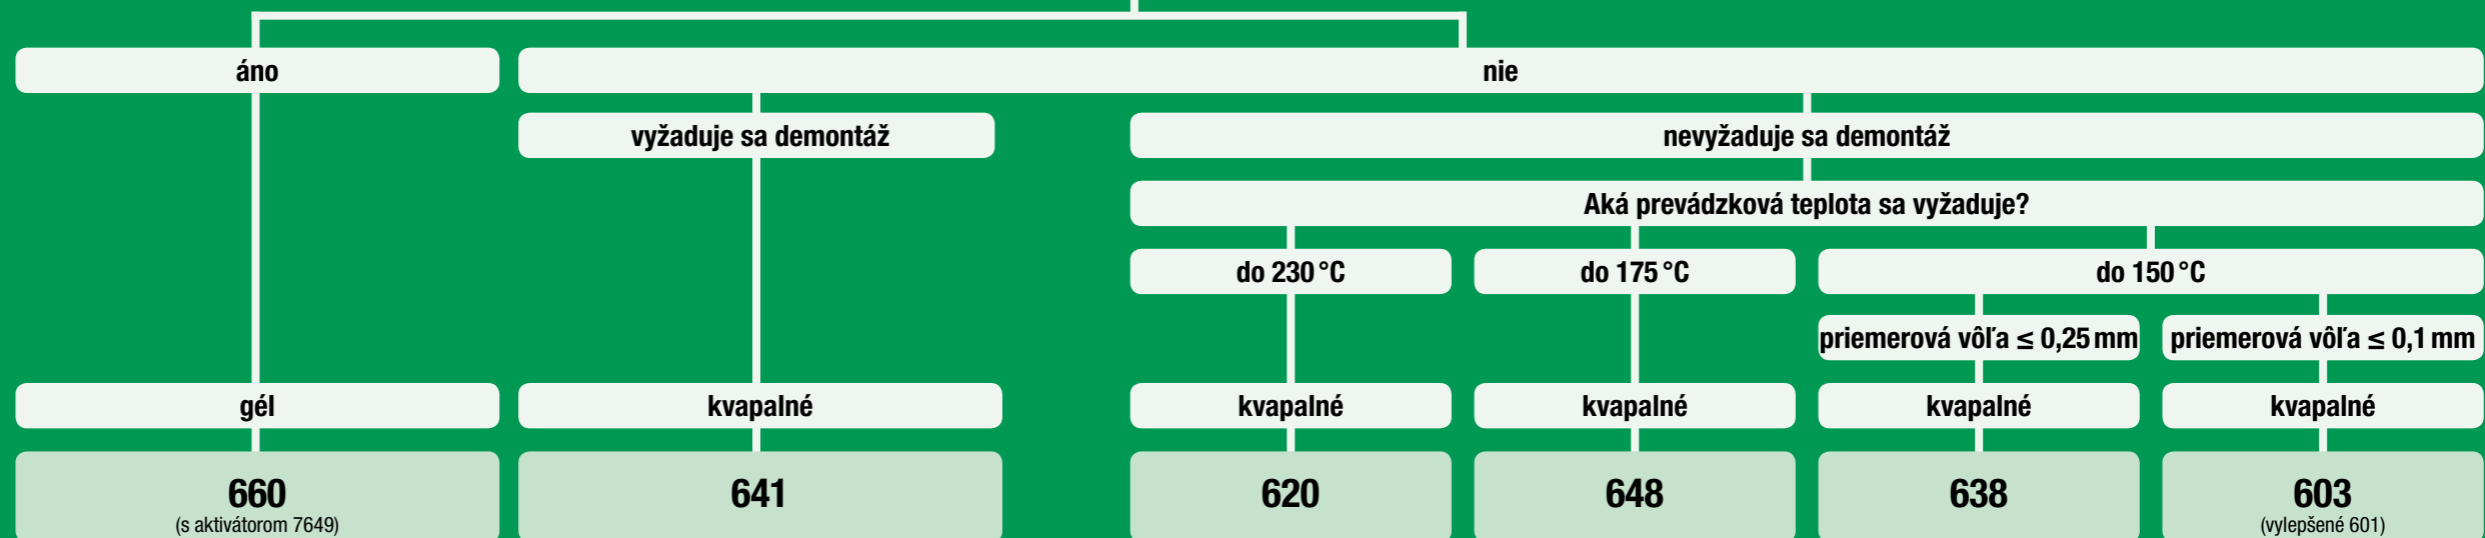 áno
nie
vyžaduje sa demontáž
nevyžaduje sa demontáž
Aká prevádzková teplota sa vyžaduje?
do 230 °C
do 175 °C
do 150 °C
priemerová vôľa ≤ 0,25 mm
priemerová vôľa ≤ 0,1 mm
gél
kvapalné
kvapalné
kvapalné
kvapalné
kvapalné
660
(s aktivátorom 7649)
641
620
648
638
603
(vylepšené 601)